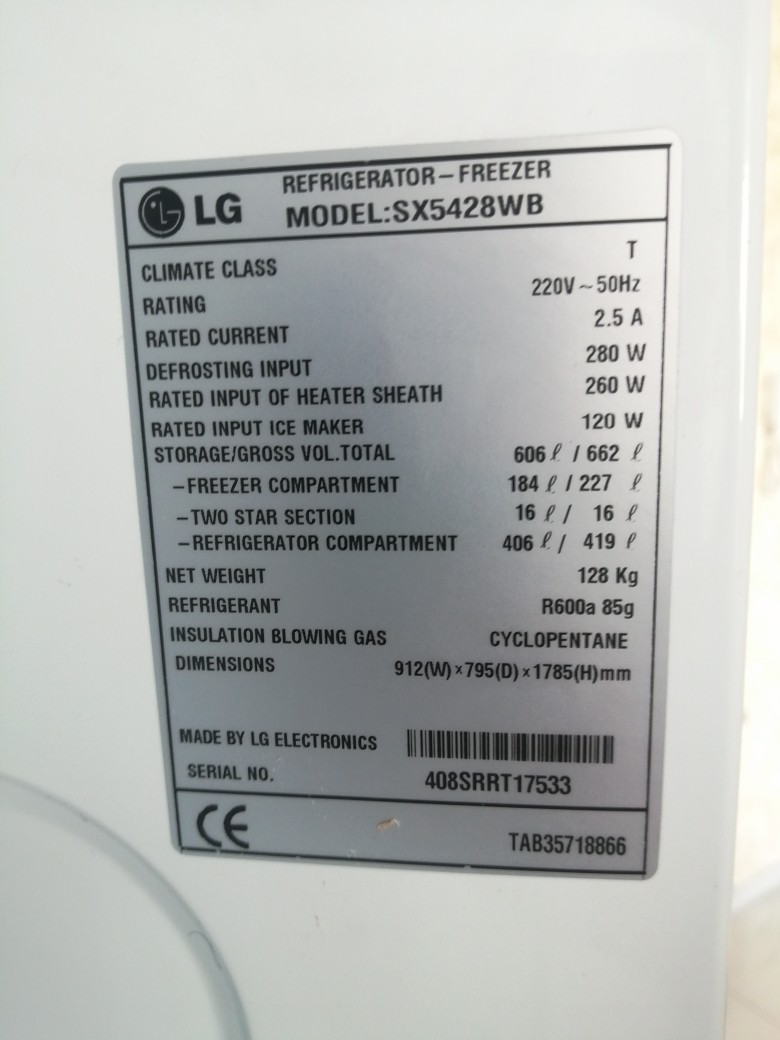 LG REFRIGERATOR-FREEZER
MODEL:SX5428WB
CLIMATE CLASS T
RATING 220V~50Hz
RATED CURRENT 2.5 A
DEFROSTING INPUT 280 W
RATED INPUT OF HEATER SHEATH 260 W
RATED INPUT ICE MAKER 120 W
STORAGE/GROSS VOL.TOTAL 606 ℓ / 662 ℓ
-FREEZER COMPARTMENT 184 ℓ / 227 ℓ
-TWO STAR SECTION 16 ℓ / 16 ℓ
-REFRIGERATOR COMPARTMENT 406 ℓ / 419 ℓ
NET WEIGHT 128 Kg
REFRIGERANT R600a 85g
INSULATION BLOWING GAS CYCLOPENTANE
DIMENSIONS 912(W)×795(D)×1785(H)mm
MADE BY LG ELECTRONICS
SERIAL NO. 408SRRT17533
CE TAB35718866